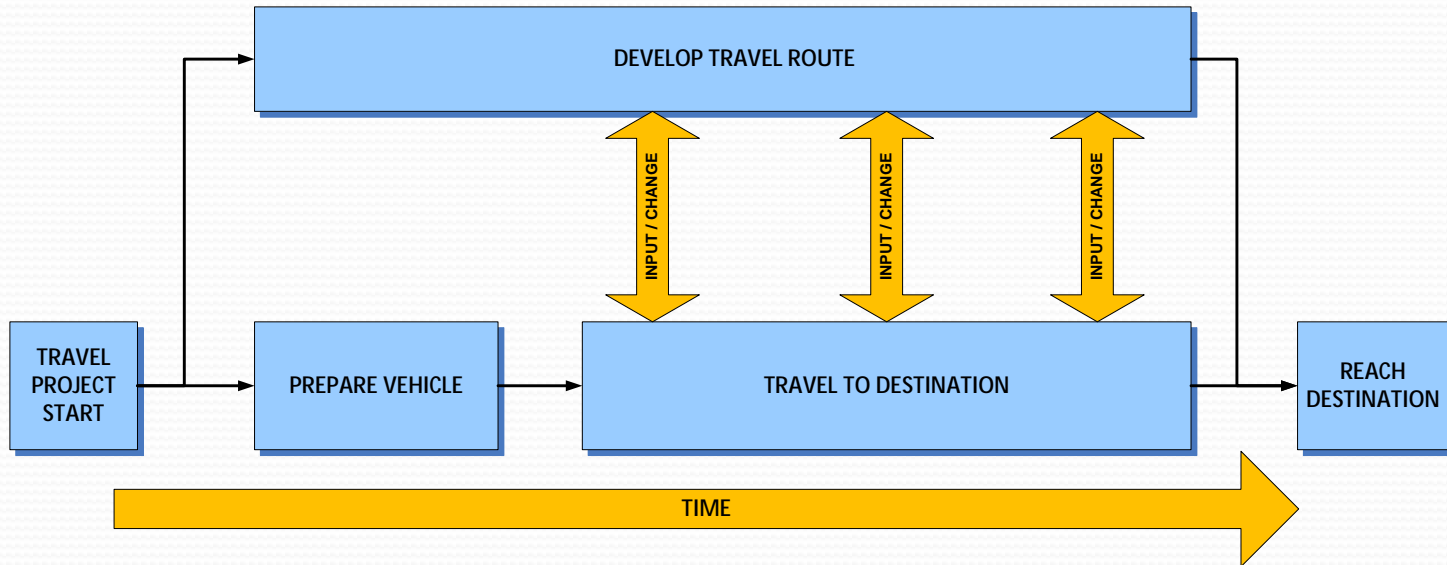 DEVELOP TRAVEL ROUTE
INPUT / CHANGE
INPUT / CHANGE
INPUT / CHANGE
TRAVEL
PROJECT
START
PREPARE VEHICLE
TRAVEL TO DESTINATION
REACH
DESTINATION
TIME